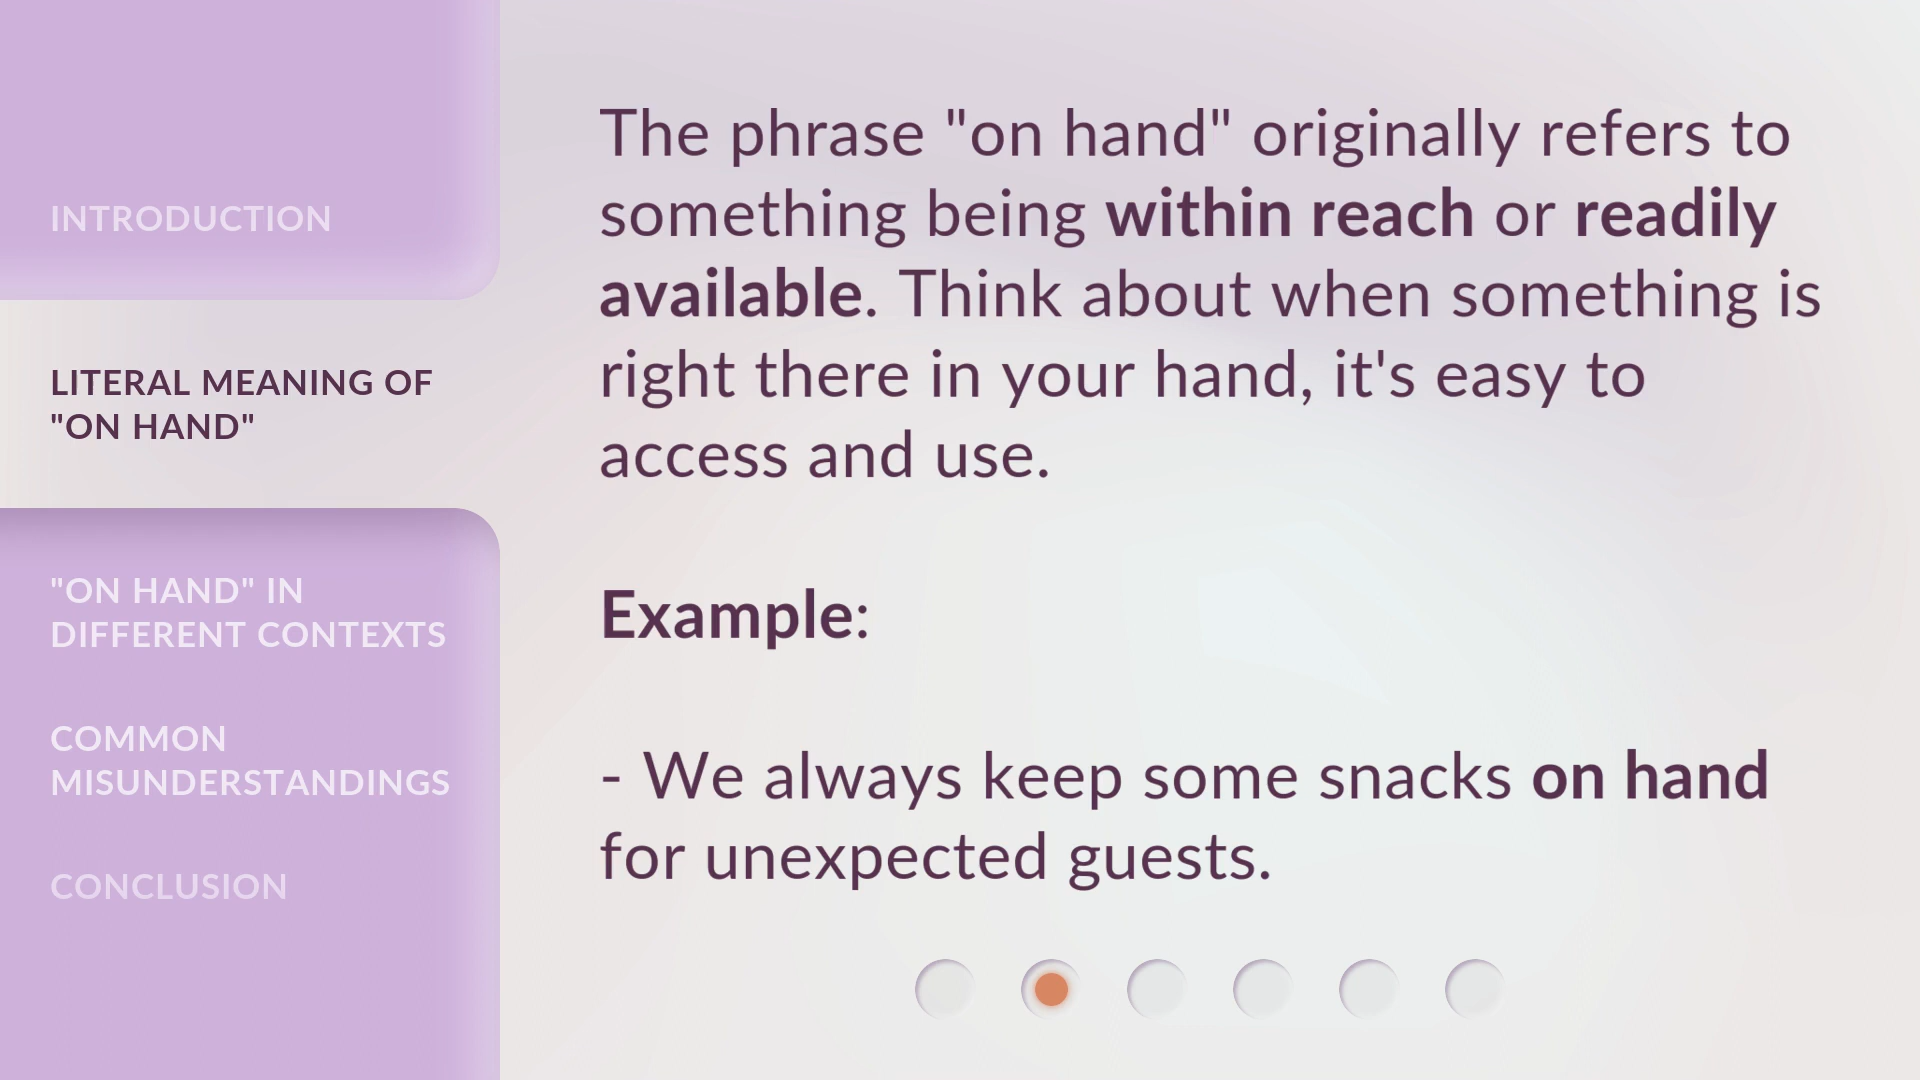 INTRODUCTION
LITERAL MEANING OF
"ON HAND"
"ON HAND" IN
DIFFERENT CONTEXTS
COMMON
MISUNDERSTANDINGS
CONCLUSION
The phrase "on hand" originally refers to
something being within reach or readily
available. Think about when something is
right there in your hand, it's easy to
access and use.
Example:
- We always keep some snacks on hand
for unexpected guests.